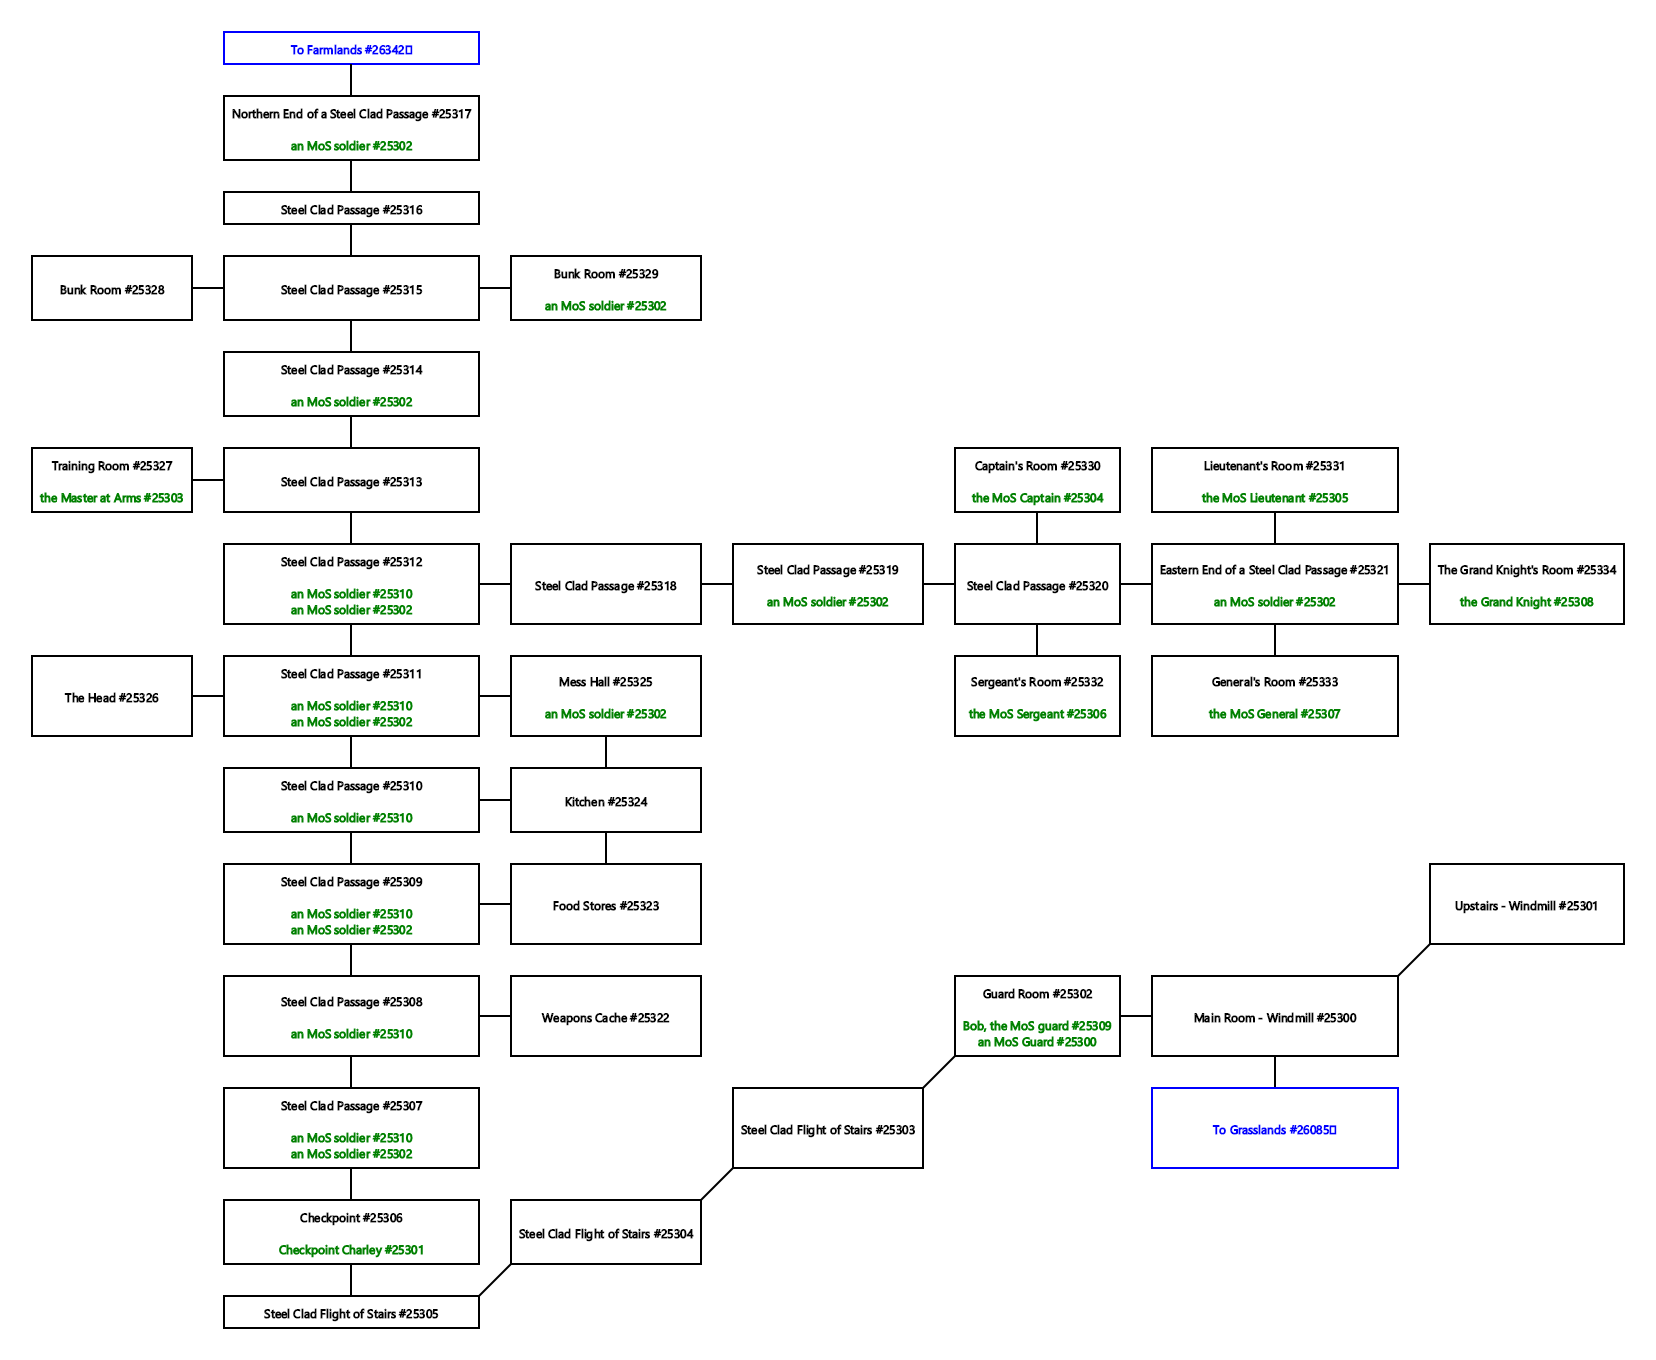 To Farmlands #26342
Northern End of a Steel Clad Passage #25317
an MoS soldier #25302
Steel Clad Passage #25316
Bunk Room #25328
Steel Clad Passage #25315
Bunk Room #25329
an MoS soldier #25302
Steel Clad Passage #25314
an MoS soldier #25302
Training Room #25327
the Master at Arms #25303
Steel Clad Passage #25313
Captain's Room #25330
the MoS Captain #25304
Lieutenant's Room #25331
the MoS Lieutenant #25305
Steel Clad Passage #25312
an MoS soldier #25310
an MoS soldier #25302
Steel Clad Passage #25318
Steel Clad Passage #25319
an MoS soldier #25302
Steel Clad Passage #25320
Eastern End of a Steel Clad Passage #25321
an MoS soldier #25302
The Grand Knight's Room #25334
the Grand Knight #25308
The Head #25326
Steel Clad Passage #25311
an MoS soldier #25310
an MoS soldier #25302
Mess Hall #25325
an MoS soldier #25302
Sergeant's Room #25332
the MoS Sergeant #25306
General's Room #25333
the MoS General #25307
Steel Clad Passage #25310
an MoS soldier #25310
Kitchen #25324
Steel Clad Passage #25309
an MoS soldier #25310
an MoS soldier #25302
Food Stores #25323
Upstairs - Windmill #25301
Steel Clad Passage #25308
an MoS soldier #25310
Weapons Cache #25322
Guard Room #25302
Bob, the MoS guard #25309
an MoS Guard #25300
Main Room - Windmill #25300
Steel Clad Passage #25307
an MoS soldier #25310
an MoS soldier #25302
Steel Clad Flight of Stairs #25303
To Grasslands #26085
Checkpoint #25306
Checkpoint Charley #25301
Steel Clad Flight of Stairs #25304
Steel Clad Flight of Stairs #25305